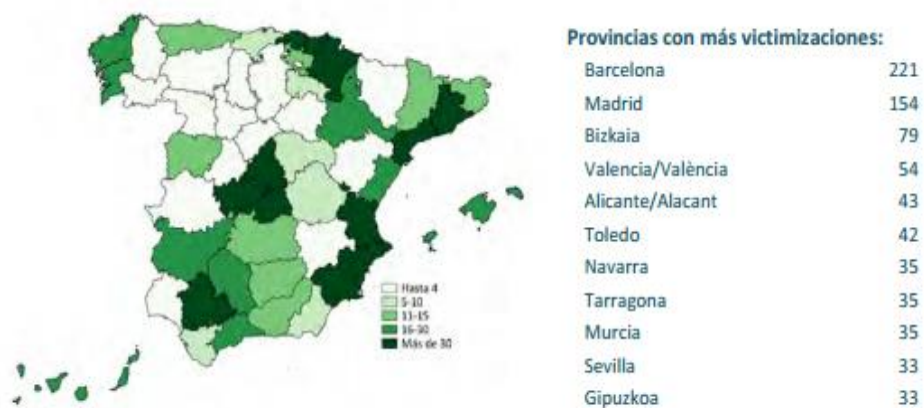 Provincias con más victimizaciones:
Barcelona 221
Madrid 154
Bizkaia 79
Valencia/València 54
Alicante/Alacant 43
Toledo 42
Navarra 35
Tarragona 35
Murcia 35
Sevilla 33
Gipuzkoa 33
Hasta 4
5-10
11-15
16-30
Más de 30